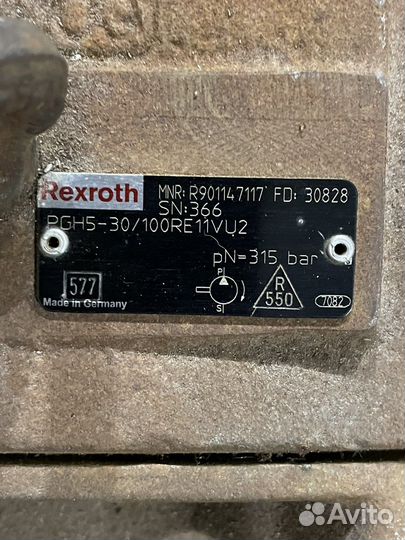 Rexroth MNR: R901147117 FD: 30828
SN:366
PGH5-30/100RE11VU2
pN=315 bar
577
P
S
R
550
7082
Made in Germany
Avito